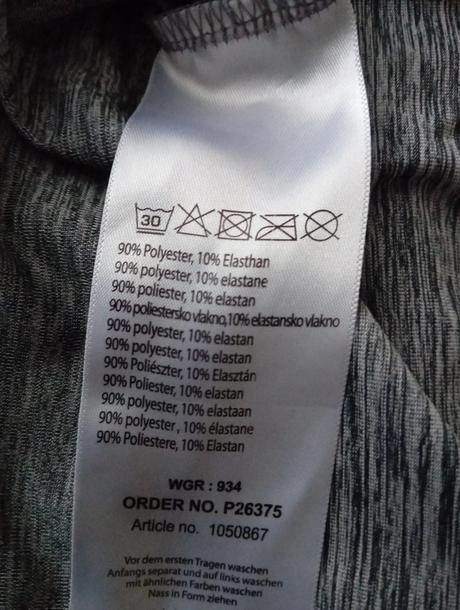 30
90% Polyester, 10% Elasthan
90% polyester, 10% elastane
90% poliester, 10% elastan
90% poliestersko vlakno, 10% elastansko vlakno
90% polyester, 10% elastan
90% polyester, 10% elastan
90% Poliészter, 10% Elasztán
90% Poliester, 10% elastan
90% polyester, 10% elastaan
90% polyester , 10% élastane
90% Poliestere, 10% Elastan
WGR : 934
ORDER NO. P26375
Article no. 1050867
Vor dem ersten Tragen waschen
Anfangs separat und auf links waschen
mit ähnlichen Farben waschen
Nass in Form ziehen